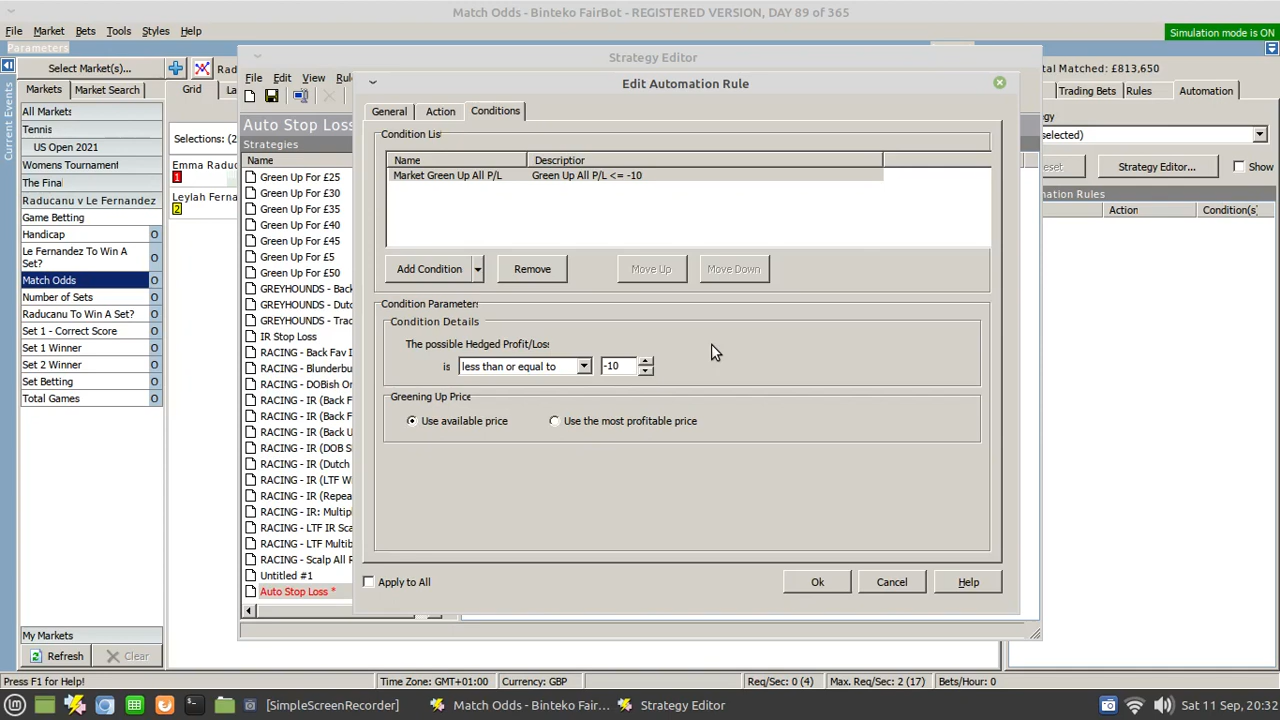 Match Odds - Binteko FairBot - REGISTERED VERSION, DAY 89 of 365
File Market Bets Tools Styles Help
Simulation mode is ON
Parameters
Select Market(s)...
Rad
Markets
Market Search
Grid
La
Current Events
All Markets
Tennis
US Open 2021
Womens Tournament
The Final
Raducanu v Le Fernandez
Game Betting
Handicap O
Le Fernandez To Win A Set? O
Match Odds O
Number of Sets O
Raducanu To Win A Set? O
Set 1 - Correct Score O
Set 1 Winner O
Set 2 Winner O
Set Betting O
Total Games O
My Markets
Refresh
Clear
Selections: (2
Emma Raduc
1
Leylah Ferna
2
Strategy Editor
File Edit View Rul
Auto Stop Loss
Strategies
Name
Green Up For £25
Green Up For £30
Green Up For £35
Green Up For £40
Green Up For £45
Green Up For £5
Green Up For £50
GREYHOUNDS - Back
GREYHOUNDS - Dutc
GREYHOUNDS - Trad
IR Stop Loss
RACING - Back Fav I
RACING - Blunderbu
RACING - DOBish Or
RACING - IR (Back F
RACING - IR (Back F
RACING - IR (Back U
RACING - IR (DOB S
RACING - IR (Dutch
RACING - IR (LTF W
RACING - IR (Repea
RACING - IR: Multip
RACING - LTF IR Sca
RACING - LTF Multib
RACING - Scalp All R
Untitled #1
Auto Stop Loss *
Edit Automation Rule
General
Action
Conditions
Condition Lis
Name
Descriptior
Market Green Up All P/L
Green Up All P/L <= -10
Add Condition
Remove
Move Up
Move Down
Condition Parameters
Condition Details
The possible Hedged Profit/Loss
is
less than or equal to
-10
Greening Up Price
Use available price
Use the most profitable price
Apply to All
Ok
Cancel
Help
tal Matched: £813,650
Trading Bets
Rules
Automation
egy
selected)
eset
Strategy Editor...
Show
mation Rules
Action
Condition(s)
Press F1 for Help!
Time Zone: GMT+01:00
Currency: GBP
Req/Sec: 0 (4)
Max. Req/Sec: 2 (17)
Bets/Hour: 0
[SimpleScreenRecorder]
Match Odds - Binteko Fair...
Strategy Editor
Sat 11 Sep, 20:32